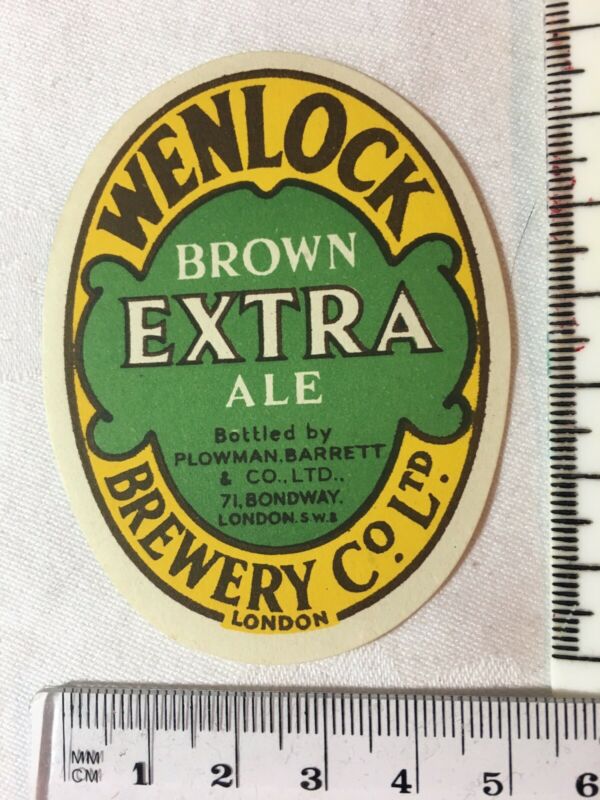 WENLOCK
BROWN
EXTRA
ALE
Bottled by
PLOWMAN, BARRETT
& CO., LTD.,
71, BONDWAY,
LONDON. S.W.8
BREWERY Co. LTD.
LONDON
MM
CM
1 2 3 4 5 6